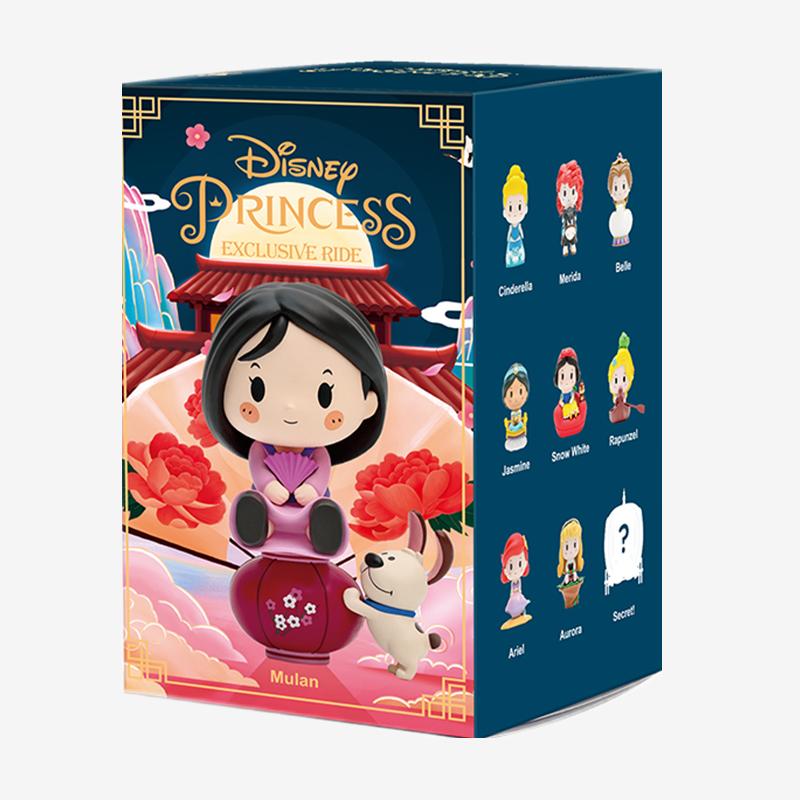 Disney
PRINCESS
EXCLUSIVE RIDE
Mulan
Cinderella
Merida
Belle
Jasmine
Snow White
Rapunzel
Ariel
Aurora
?
Secret!